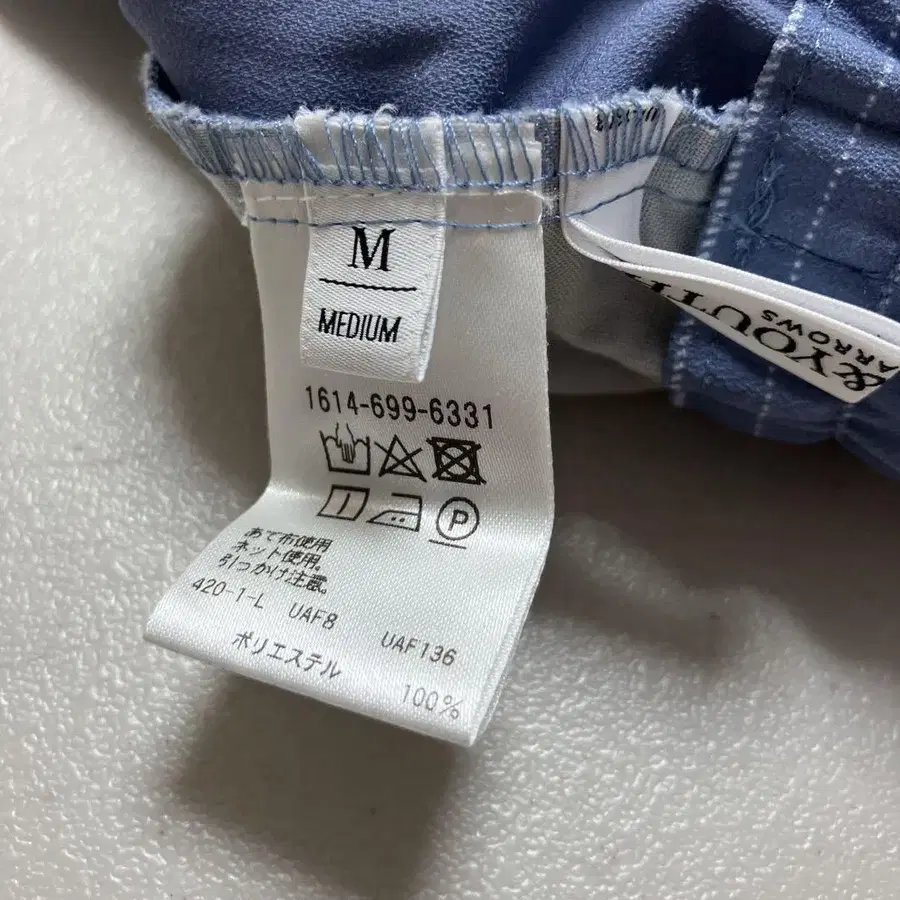 M
MEDIUM
1614-699-6331
P
あて布使用
ネット使用。
引っかけ注意。
420-1-L UAF8 UAF136
ポリエステル 100%
&YOUTH
ARROWS